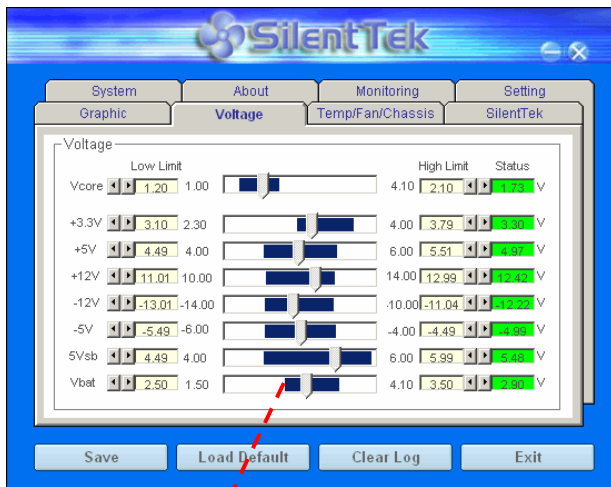 SilentTek
System About Monitoring Setting
Graphic Voltage Temp/Fan/Chassis SilentTek
Voltage
Low Limit High Limit Status
Vcore 1.20 1.00 4.10 2.10 1.73 V
+3.3V 3.10 2.30 4.00 3.79 3.30 V
+5V 4.49 4.00 6.00 5.51 4.97 V
+12V 11.01 10.00 14.00 12.99 12.42 V
-12V -13.01 -14.00 -10.00 -11.04 -12.22 V
-5V -5.49 -6.00 -4.00 -4.49 -4.99 V
5Vsb 4.49 4.00 6.00 5.99 5.48 V
Vbat 2.50 1.50 4.10 3.50 2.90 V
Save Load Default Clear Log Exit